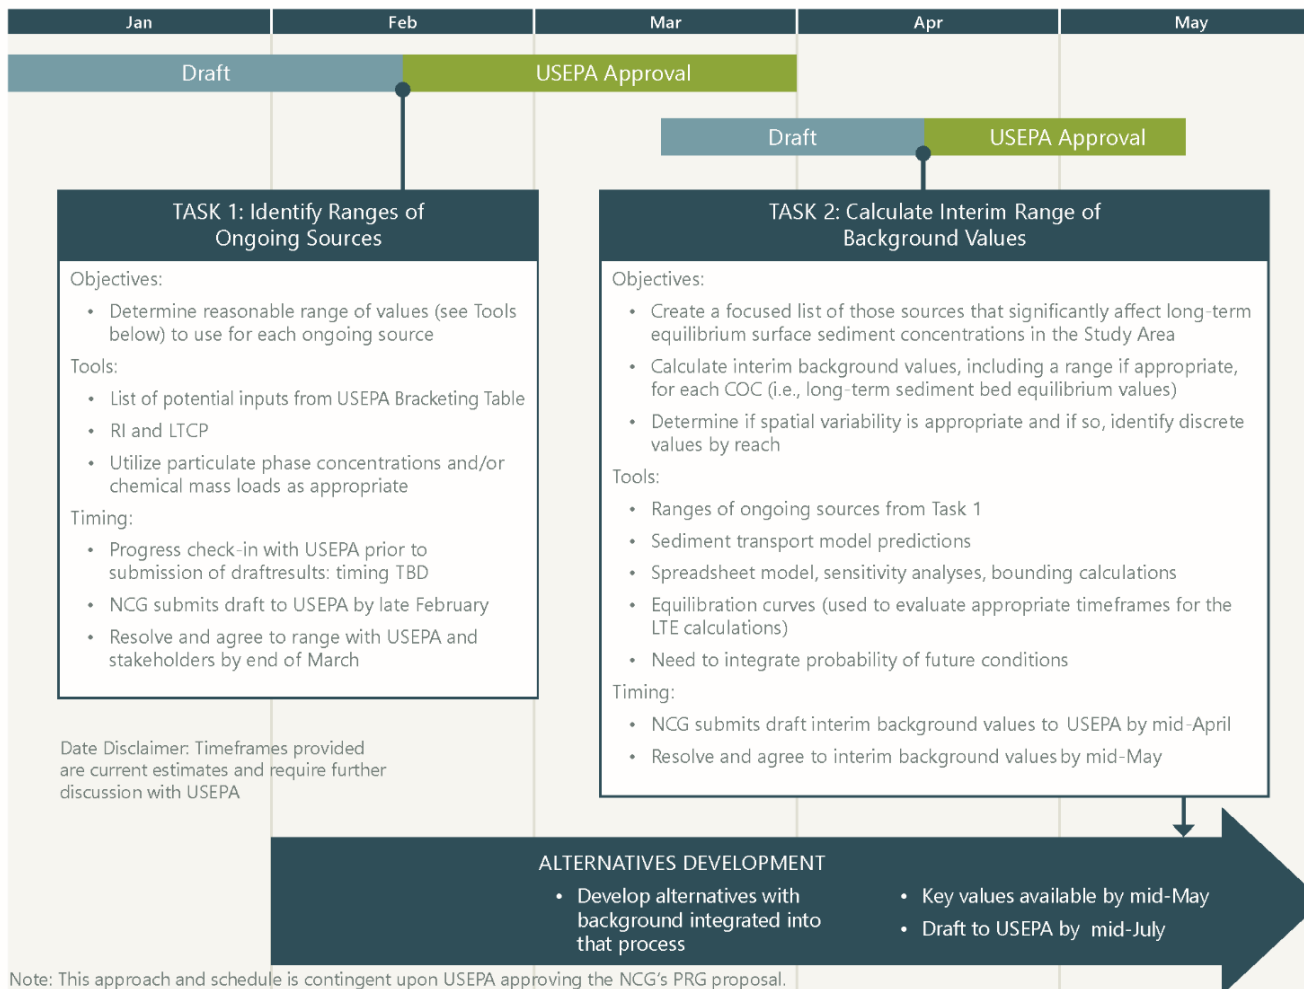 Jan
Feb
Mar
Apr
May
Draft
USEPA Approval
Draft
USEPA Approval
TASK 1: Identify Ranges of
Ongoing Sources
Objectives:
• Determine reasonable range of values (see Tools
below) to use for each ongoing source
Tools:
• List of potential inputs from USEPA Bracketing Table
• RI and LTCP
• Utilize particulate phase concentrations and/or
chemical mass loads as appropriate
Timing:
• Progress check-in with USEPA prior to
submission of draftresults: timing TBD
• NCG submits draft to USEPA by late February
• Resolve and agree to range with USEPA and
stakeholders by end of March
TASK 2: Calculate Interim Range of
Background Values
Objectives:
• Create a focused list of those sources that significantly affect long-term
equilibrium surface sediment concentrations in the Study Area
• Calculate interim background values, including a range if appropriate,
for each COC (i.e., long-term sediment bed equilibrium values)
• Determine if spatial variability is appropriate and if so, identify discrete
values by reach
Tools:
• Ranges of ongoing sources from Task 1
• Sediment transport model predictions
• Spreadsheet model, sensitivity analyses, bounding calculations
• Equilibration curves (used to evaluate appropriate timeframes for the
LTE calculations)
• Need to integrate probability of future conditions
Timing:
• NCG submits draft interim background values to USEPA by mid-April
• Resolve and agree to interim background values by mid-May
Date Disclaimer: Timeframes provided
are current estimates and require further
discussion with USEPA
ALTERNATIVES DEVELOPMENT
• Develop alternatives with
background integrated into
that process
• Key values available by mid-May
• Draft to USEPA by mid-July
Note: This approach and schedule is contingent upon USEPA approving the NCG's PRG proposal.